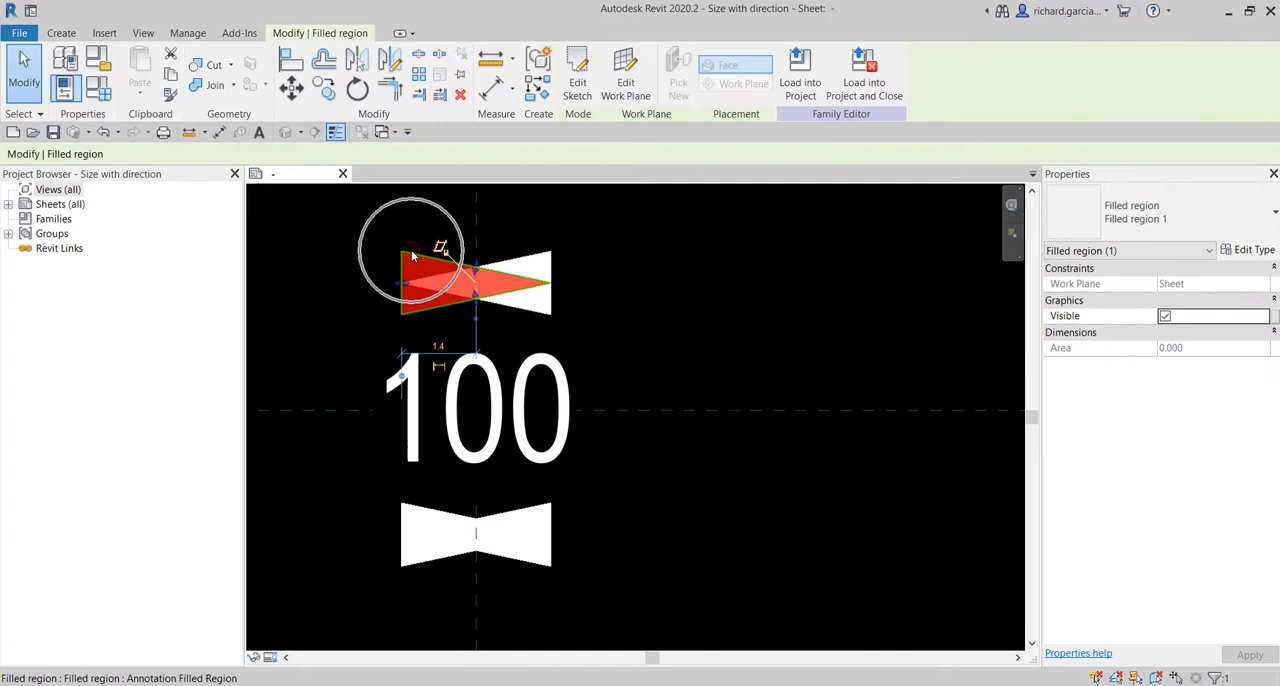 Autodesk Revit 2020.2 - Size with direction - Sheet: -
richard.garcia...
File Create Insert View Manage Add-Ins Modify | Filled region
Modify
Paste
Cut
Join
Face
Work Plane
Edit Sketch
Edit Work Plane
Pick New
Load into Project
Load into Project and Close
Select Properties Clipboard Geometry Modify Measure Create Mode Work Plane Placement Family Editor
Modify | Filled region
Project Browser - Size with direction
Views (all)
Sheets (all)
Families
Groups
Revit Links
-
1.4
100
Properties
Filled region
Filled region 1
Filled region (1)
Edit Type
Constraints
Work Plane Sheet
Graphics
Visible
Dimensions
Area 0.000
Properties help
Apply
Filled region : Filled region : Annotation Filled Region
:1